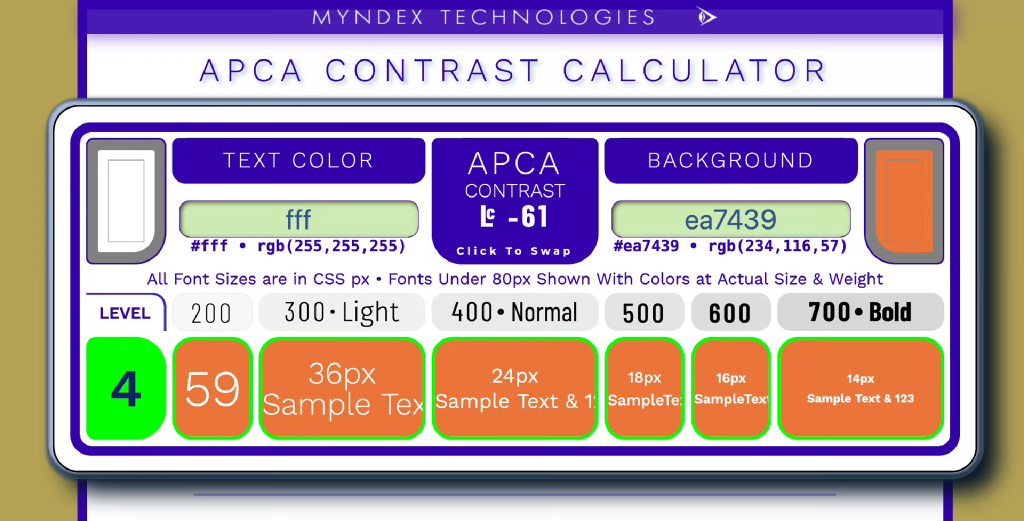 MYNDEX TECHNOLOGIES
APCA CONTRAST CALCULATOR
TEXT COLOR
APCA
CONTRAST
Lc -61
Click To Swap
BACKGROUND
fff
#fff • rgb(255,255,255)
ea7439
#ea7439 • rgb(234,116,57)
All Font Sizes are in CSS px • Fonts Under 80px Shown With Colors at Actual Size & Weight
LEVEL 200 300 • Light 400 • Normal 500 600 700 • Bold
4
59
36px
Sample Tex
24px
Sample Text & 1
18px
SampleTe
16px
SampleText
14px
Sample Text & 123